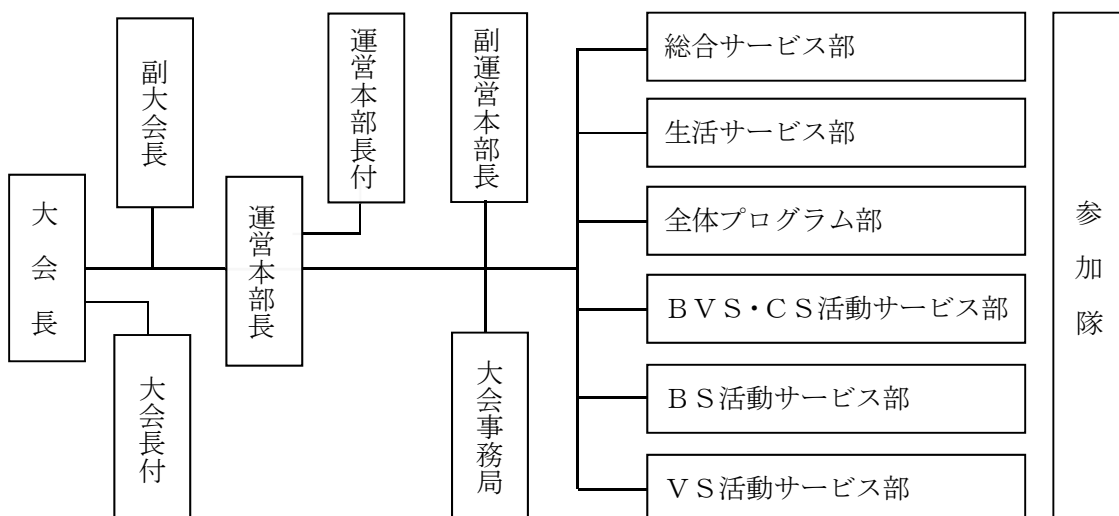 大会長
副大会長
大会長付
運営本部長
運営本部長付
副運営本部長
大会事務局
総合サービス部
生活サービス部
全体プログラム部
ＢＶＳ・ＣＳ活動サービス部
ＢＳ活動サービス部
ＶＳ活動サービス部
参加隊